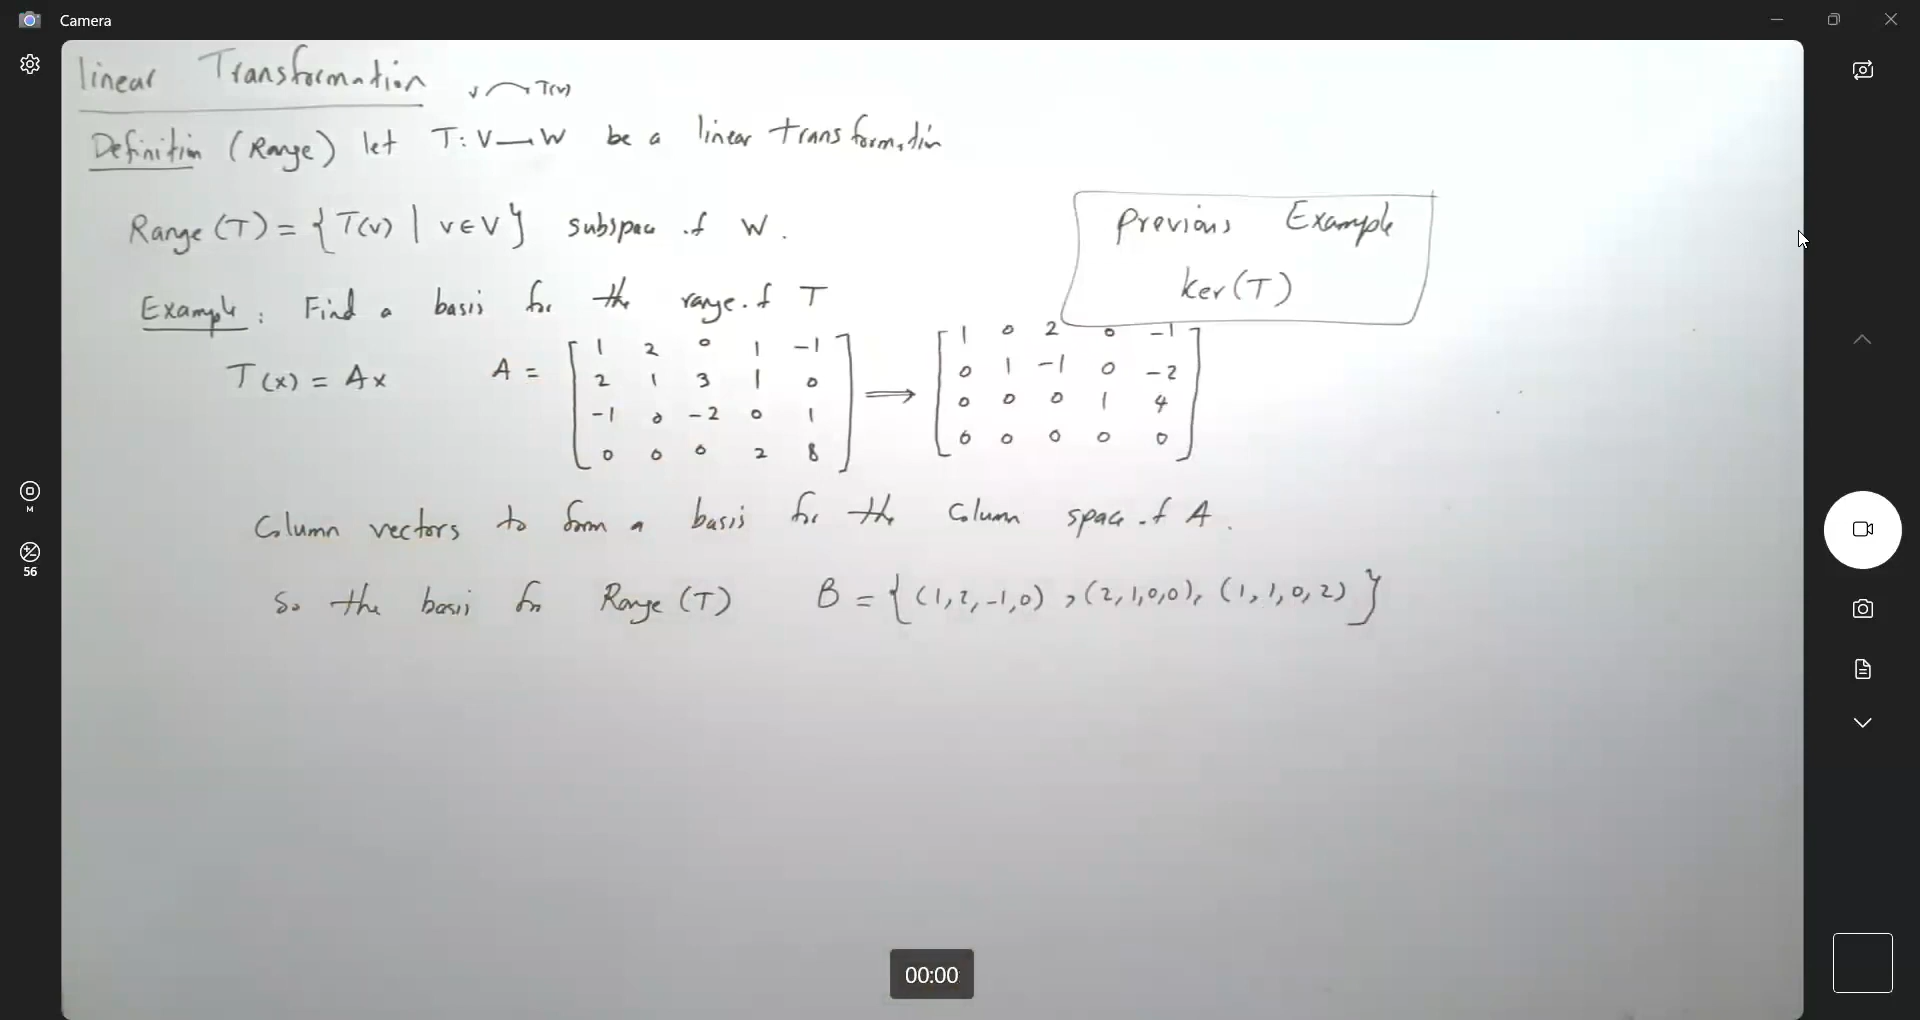 Camera
linear Transformation v T(v)
Definition (Range) let T: V → W be a linear transformation
Range (T) = { T(v) | v ∈ V } subspace of W .
Previous Example
ker(T)
Example : Find a basis for the range of T
T(x) = Ax A = [ 1 2 0 1 -1 ⟹ [ 1 0 2 0 -1
2 1 3 1 0 0 1 -1 0 -2
-1 0 -2 0 1 0 0 0 1 4
0 0 0 2 8 ] 0 0 0 0 0 ]
Column vectors to form a basis for the Column space of A .
So the basis for Range (T) B = { (1,2,-1,0) , (2,1,0,0), (1,1,0,2) }
M
56
00:00